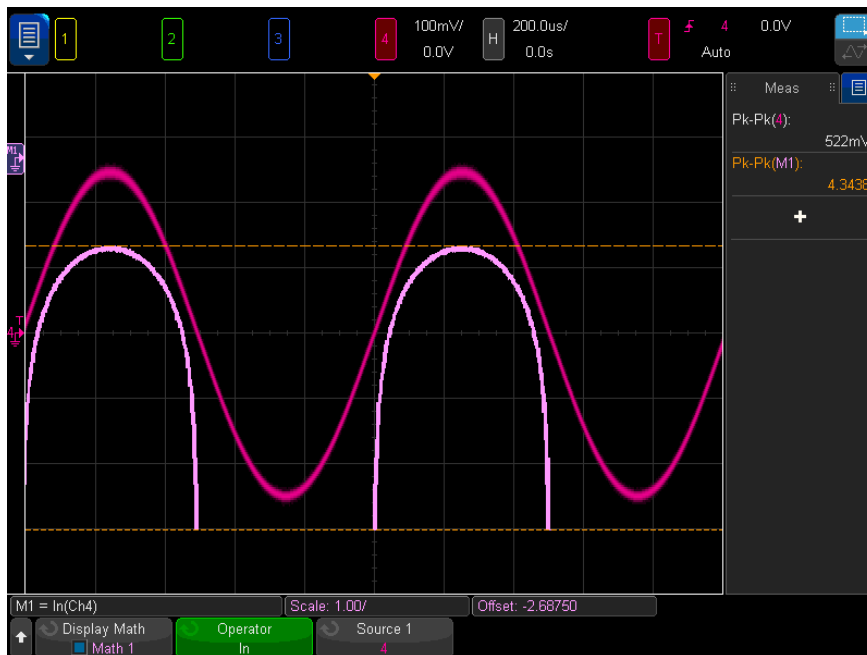 1 2 3 4 100mV/ H 200.0us/ T 4 0.0V
0.0V 0.0s Auto
Meas
Pk-Pk(4):
522mV
Pk-Pk(M1):
4.3438
+
M1
T
4
M1 = ln(Ch4) Scale: 1.00/ Offset: -2.68750
Display Math Operator Source 1
Math 1 ln 4